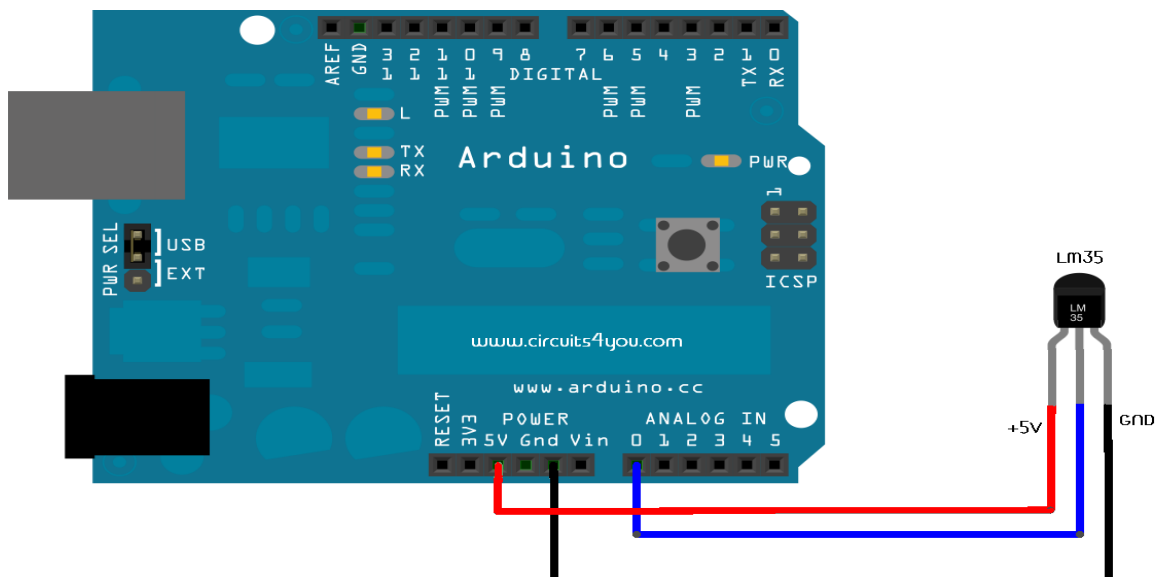 AREF GND 13 12 11 10 9 8 7 6 5 4 3 2 1 0
PWM PWM PWM PWM PWM PWM TX RX
DIGITAL
L
TX
RX
Arduino
PWR
1
ICSP
PWR SEL
USB
EXT
LM35
LM
35
www.circuits4you.com
www.arduino.cc
POWER
ANALOG IN
RESET 3V3 5V Gnd Vin 0 1 2 3 4 5
+5V
GND